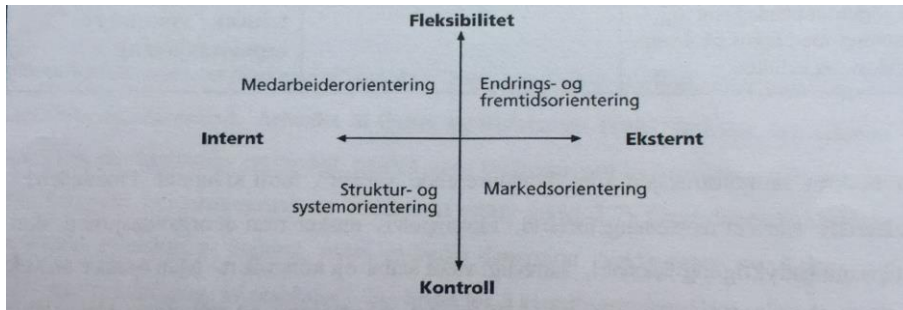 Fleksibilitet
Medarbeiderorientering
Endrings- og
fremtidsorientering
Internt
Eksternt
Struktur- og
systemorientering
Markedsorientering
Kontroll